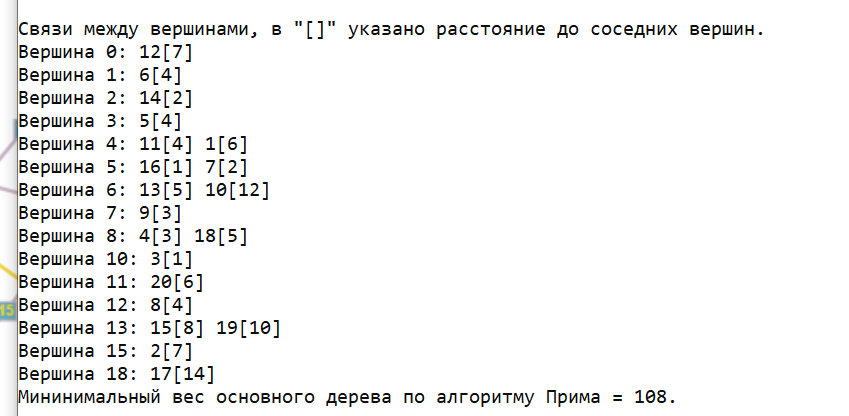 Связи между вершинами, в "[]" указано расстояние до соседних вершин.
Вершина 0: 12[7]
Вершина 1: 6[4]
Вершина 2: 14[2]
Вершина 3: 5[4]
Вершина 4: 11[4] 1[6]
Вершина 5: 16[1] 7[2]
Вершина 6: 13[5] 10[12]
Вершина 7: 9[3]
Вершина 8: 4[3] 18[5]
Вершина 10: 3[1]
Вершина 11: 20[6]
Вершина 12: 8[4]
Вершина 13: 15[8] 19[10]
15
Вершина 15: 2[7]
Вершина 18: 17[14]
Мининимальный вес основного дерева по алгоритму Прима = 108.